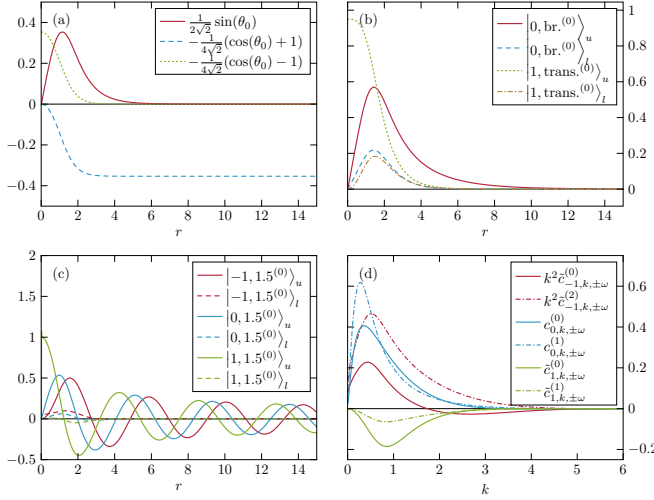 (a)
1/(2√2) sin(θ₀)
−1/(4√2) (cos(θ₀) + 1)
−1/(4√2) (cos(θ₀) − 1)
0.4
0.2
0
−0.2
−0.4
0 2 4 6 8 10 12 14
r
(b)
|0, br.⁽⁰⁾⟩ᵤ
|0, br.⁽⁰⁾⟩ₗ
|1, trans.⁽⁰⁾⟩ᵤ
|1, trans.⁽⁰⁾⟩ₗ
1
0.8
0.6
0.4
0.2
0
0 2 4 6 8 10 12 14
r
(c)
|−1, 1.5⁽⁰⁾⟩ᵤ
|−1, 1.5⁽⁰⁾⟩ₗ
|0, 1.5⁽⁰⁾⟩ᵤ
|0, 1.5⁽⁰⁾⟩ₗ
|1, 1.5⁽⁰⁾⟩ᵤ
|1, 1.5⁽⁰⁾⟩ₗ
2
1.5
1
0.5
0
−0.5
0 2 4 6 8 10 12 14
r
(d)
k² c̃⁽⁰⁾₋₁,ₖ,±ω
k² c̃⁽²⁾₋₁,ₖ,±ω
c⁽⁰⁾₀,ₖ,±ω
c⁽¹⁾₀,ₖ,±ω
c̃⁽⁰⁾₁,ₖ,±ω
c̃⁽¹⁾₁,ₖ,±ω
0.6
0.4
0.2
0
−0.2
0 1 2 3 4 5 6
k